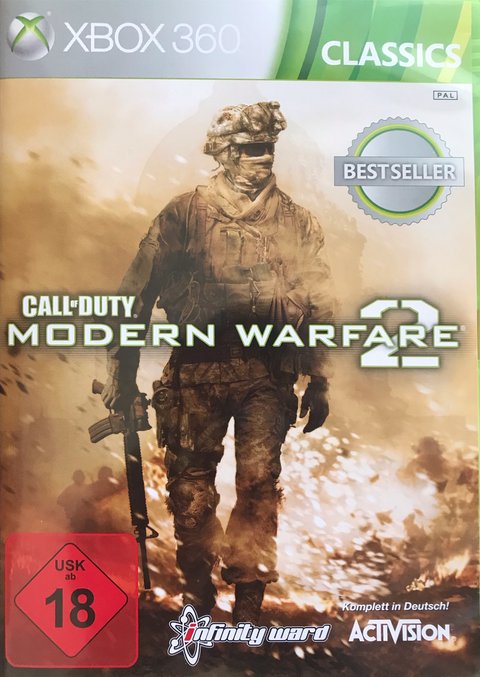 XBOX 360
CLASSICS
PAL
BESTSELLER
CALL OF DUTY®
MODERN WARFARE® 2
USK
ab
18
infinity ward
Komplett in Deutsch!
ACTIVISION